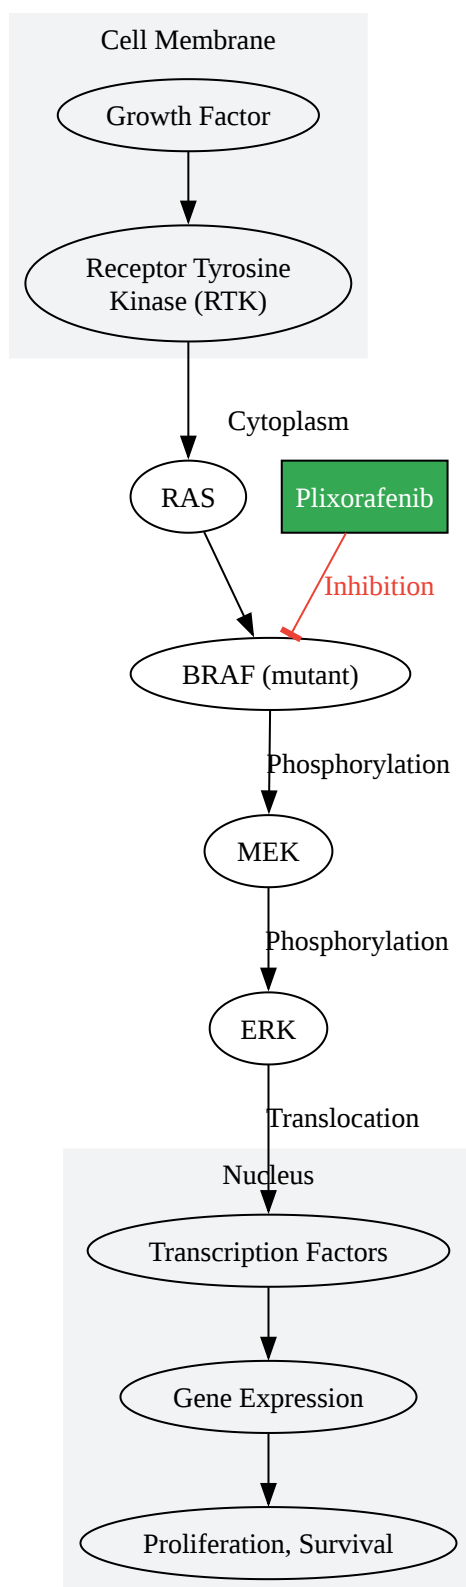 Cell Membrane
Growth Factor
Receptor Tyrosine
Kinase (RTK)
Cytoplasm
RAS
Plixorafenib
Inhibition
BRAF (mutant)
Phosphorylation
MEK
Phosphorylation
ERK
Translocation
Nucleus
Transcription Factors
Gene Expression
Proliferation, Survival